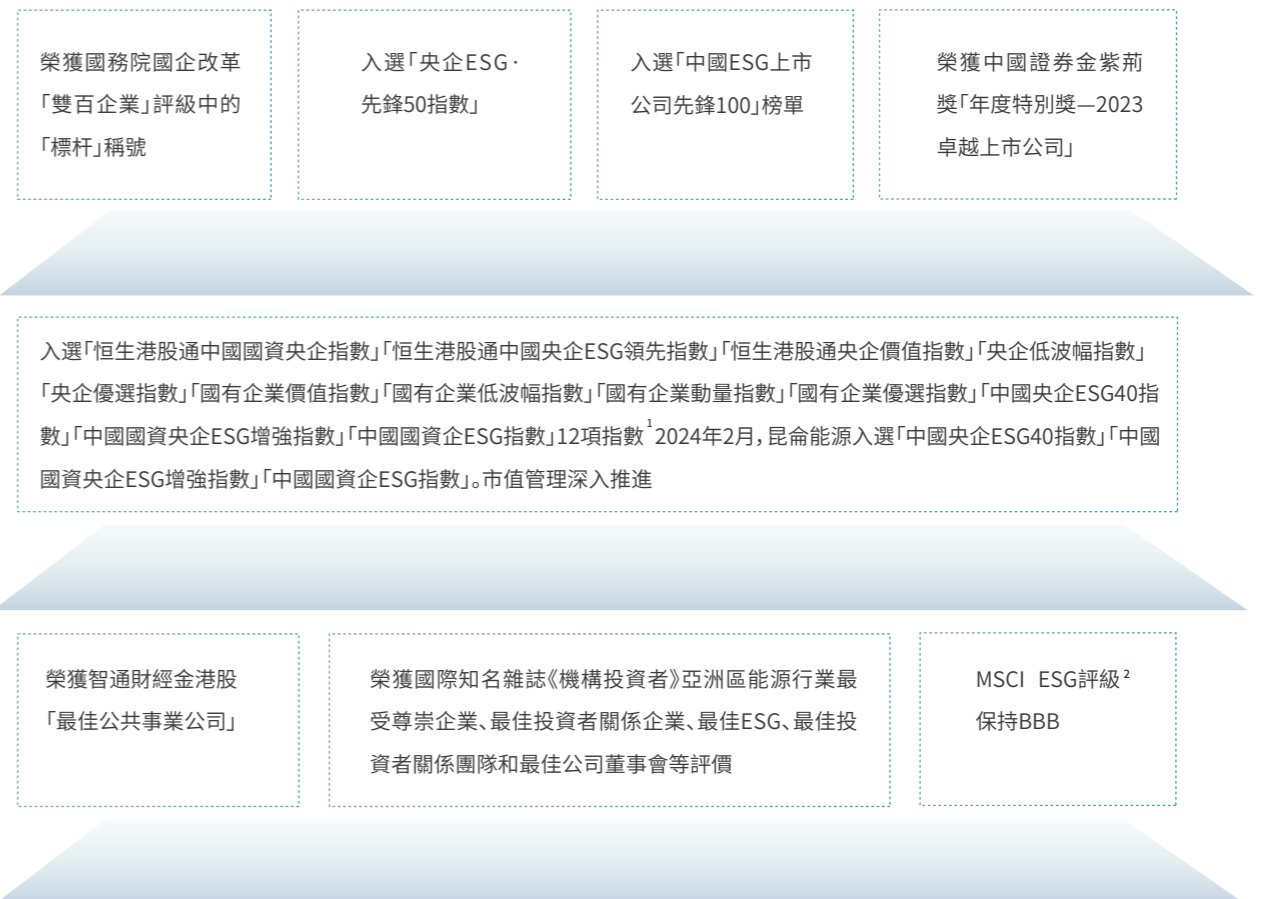 榮獲國務院國企改革
「雙百企業」評級中的
「標杆」稱號
入選「央企ESG·
先鋒50指數」
入選「中國ESG上市
公司先鋒100」榜單
榮獲中國證券金紫荊
獎「年度特別獎—2023
卓越上市公司」
入選「恒生港股通中國國資央企指數」「恒生港股通中國央企ESG領先指數」「恒生港股通央企價值指數」「央企低波幅指數」
「央企優選指數」「國有企業價值指數」「國有企業低波幅指數」「國有企業動量指數」「國有企業優選指數」「中國央企ESG40指
數」「中國國資央企ESG增強指數」「中國國資企ESG指數」12項指數1 2024年2月，昆侖能源入選「中國央企ESG40指數」「中國
國資央企ESG增強指數」「中國國資企ESG指數」。市值管理深入推進
榮獲智通財經金港股
「最佳公共事業公司」
榮獲國際知名雜誌《機構投資者》亞洲區能源行業最
受尊崇企業、最佳投資者關係企業、最佳ESG、最佳投
資者關係團隊和最佳公司董事會等評價
MSCI ESG評級2
保持BBB